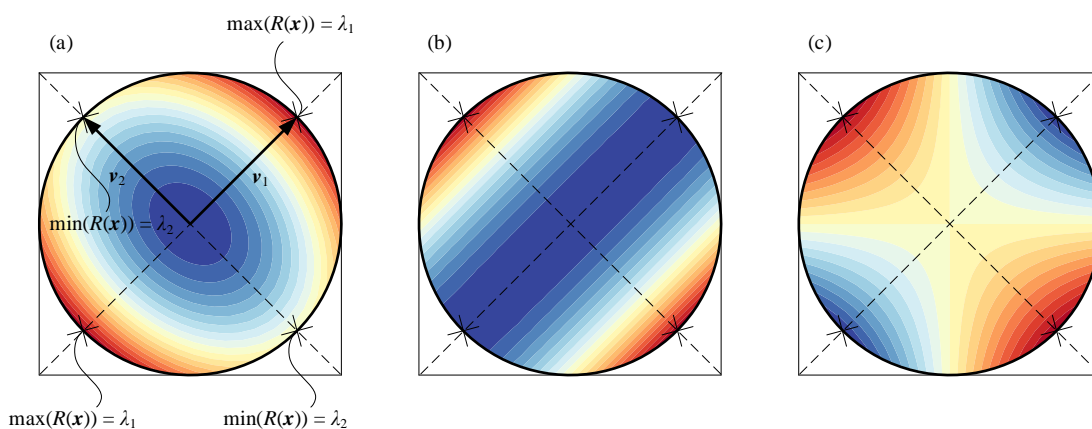 max(R(x)) = λ1
(a)
(b)
(c)
v2
v1
min(R(x)) = λ2
max(R(x)) = λ1
min(R(x)) = λ2